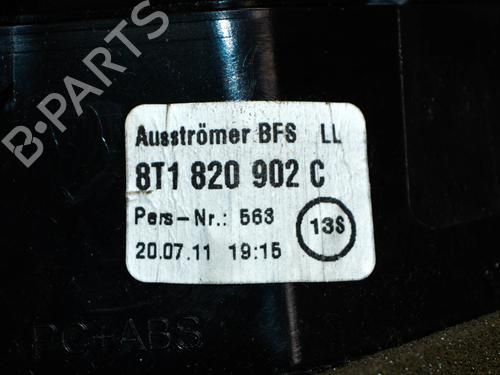 B-PARTS
Ausströmer BFS LL
8T1 820 902 C
Pers-Nr.: 563
13S
20.07.11 19:15
PC+ABS